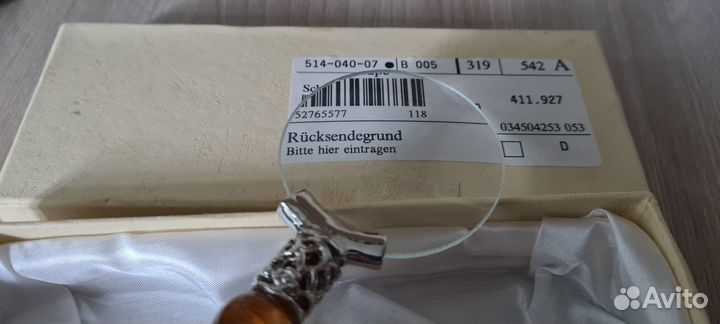 514-040-07 ● B 005 319 542 A
411.927
52765577 118
034504253 053
Rücksendegrund
Bitte hier eintragen
D
Avito